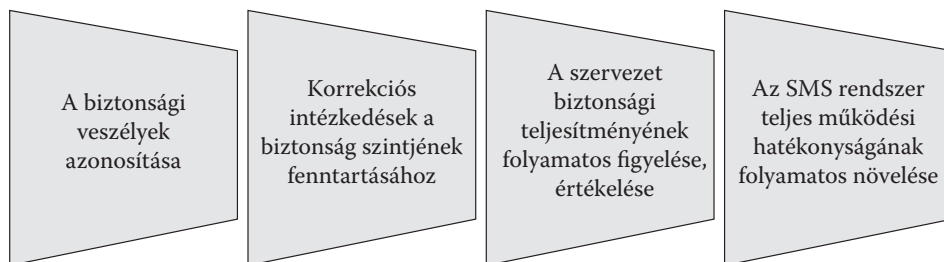 A biztonsági
veszélyek
azonosítása
Korrekciós
intézkedések a
biztonság szintjének
fenntartásához
A szervezet
biztonsági
teljesítményének
folyamatos figyelése,
értékelése
Az SMS rendszer
teljes működési
hatékonyságának
folyamatos növelése